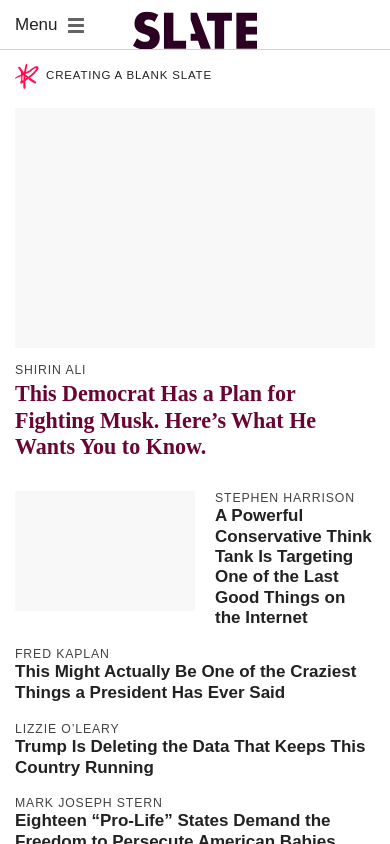 Menu
SLATE
CREATING A BLANK SLATE
SHIRIN ALI
This Democrat Has a Plan for
Fighting Musk. Here’s What He
Wants You to Know.
STEPHEN HARRISON
A Powerful
Conservative Think
Tank Is Targeting
One of the Last
Good Things on
the Internet
FRED KAPLAN
This Might Actually Be One of the Craziest
Things a President Has Ever Said
LIZZIE O’LEARY
Trump Is Deleting the Data That Keeps This
Country Running
MARK JOSEPH STERN
Eighteen “Pro-Life” States Demand the
Freedom to Persecute American Babies